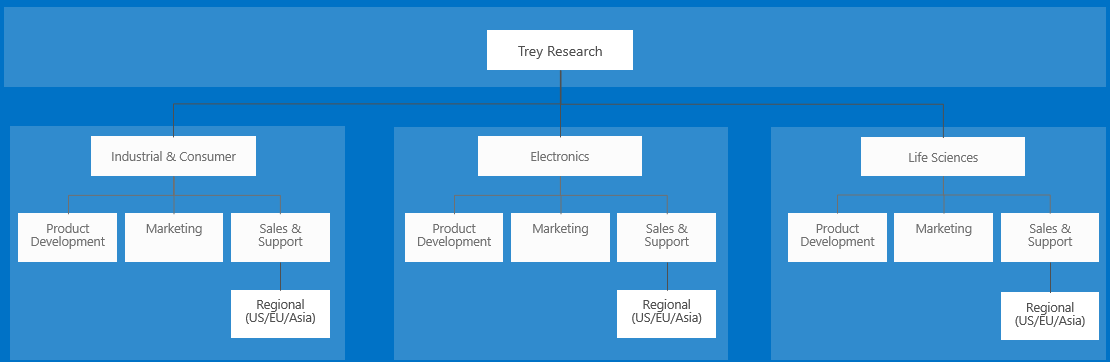 Trey Research
Industrial & Consumer
Electronics
Life Sciences
Product
Development
Marketing
Sales &
Support
Product
Development
Marketing
Sales &
Support
Product
Development
Marketing
Sales &
Support
Regional
(US/EU/Asia)
Regional
(US/EU/Asia)
Regional
(US/EU/Asia)